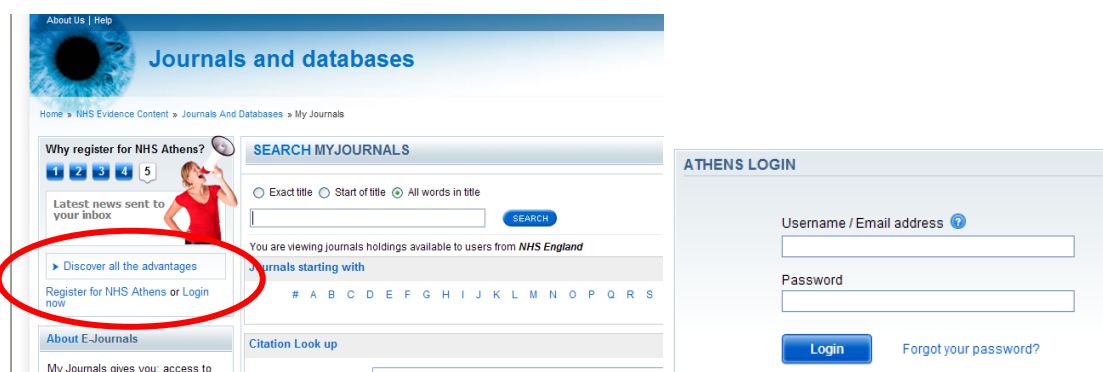 About Us | Help
Journals and databases
Home » NHS Evidence Content » Journals And Databases » My Journals
Why register for NHS Athens?
1 2 3 4 5
Latest news sent to
your inbox
Discover all the advantages
Register for NHS Athens or Login
now
About E-Journals
My Journals gives you: access to
SEARCH MYJOURNALS
Exact title Start of title All words in title
SEARCH
You are viewing journals holdings available to users from NHS England
Journals starting with
# A B C D E F G H I J K L M N O P Q R S
Citation Look up
ATHENS LOGIN
Username / Email address ?
Password
Login Forgot your password?